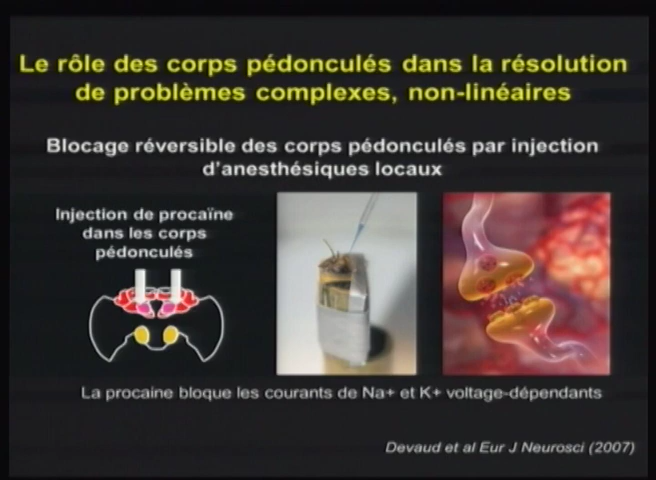 Le rôle des corps pédonculés dans la résolution
de problèmes complexes, non-linéaires
Blocage réversible des corps pédonculés par injection
d'anesthésiques locaux
Injection de procaïne
dans les corps
pédonculés
La procaine bloque les courants de Na+ et K+ voltage-dépendants
Devaud et al Eur J Neurosci (2007)